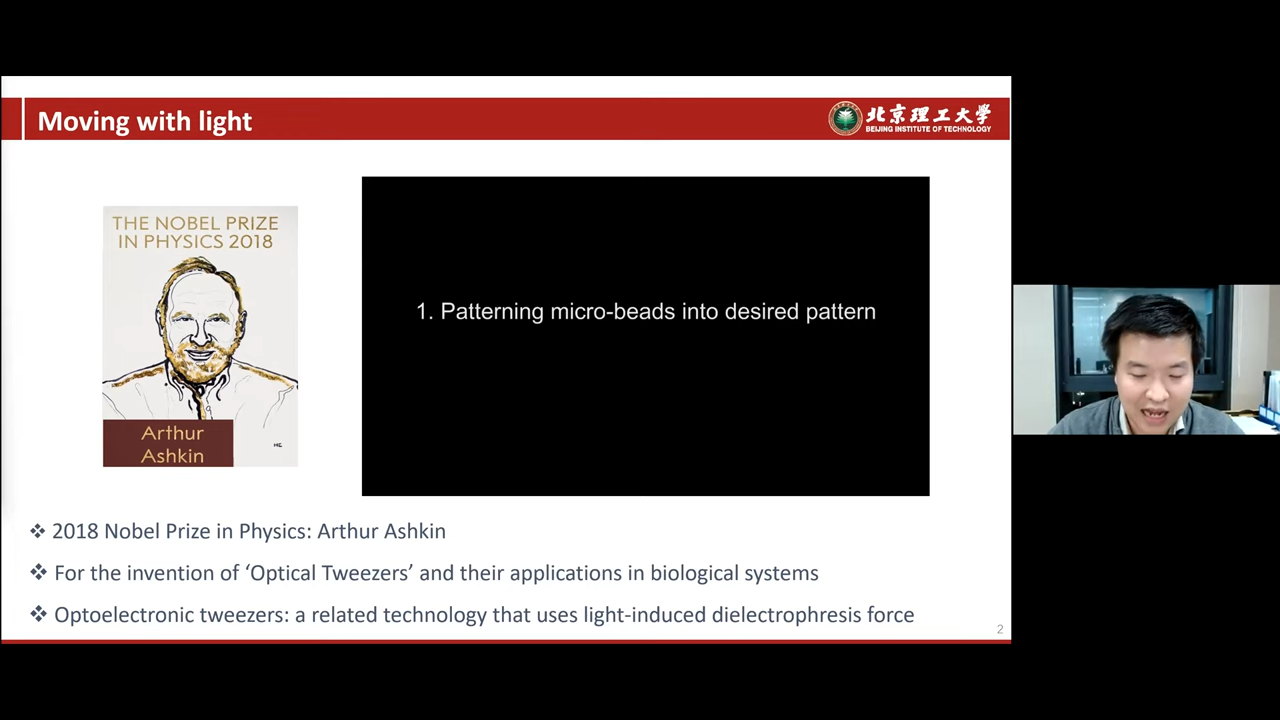 Moving with light
北京理工大学
BEIJING INSTITUTE OF TECHNOLOGY
THE NOBEL PRIZE
IN PHYSICS 2018
Arthur
Ashkin
1. Patterning micro-beads into desired pattern
❖ 2018 Nobel Prize in Physics: Arthur Ashkin
❖ For the invention of ‘Optical Tweezers’ and their applications in biological systems
❖ Optoelectronic tweezers: a related technology that uses light-induced dielectrophresis force
2